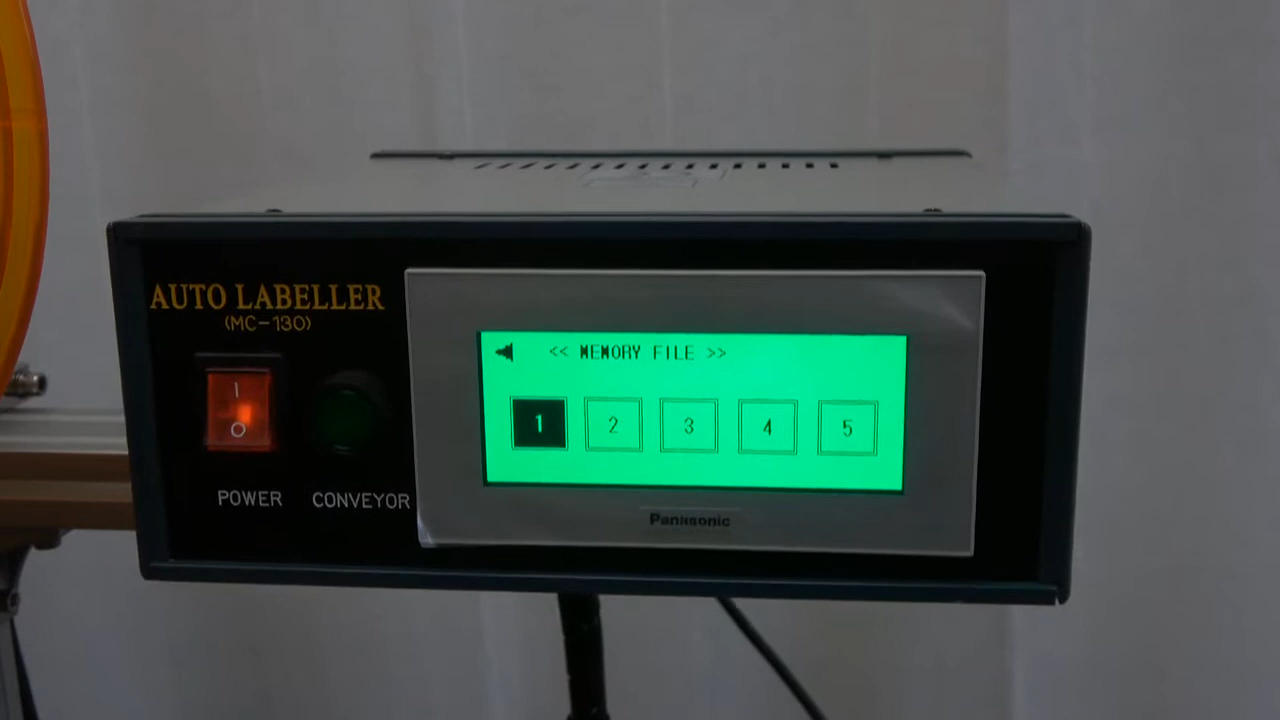 AUTO LABELLER
(MC-130)
I
O
POWER
CONVEYOR
<< MEMORY FILE >>
1
2
3
4
5
Panasonic